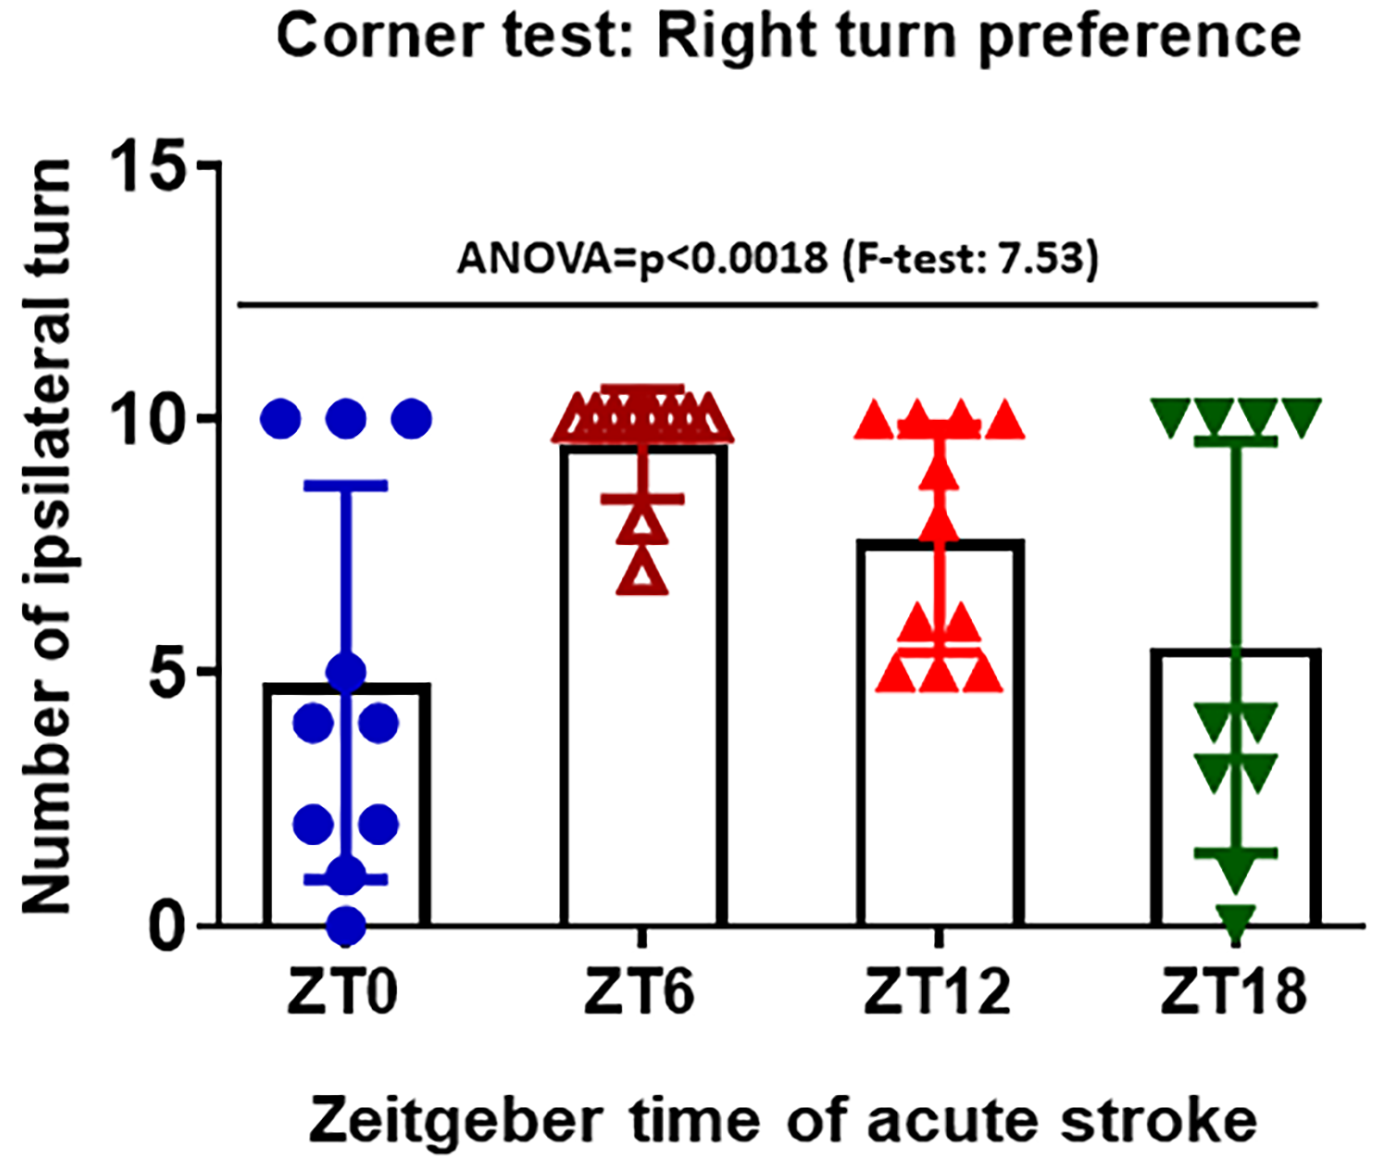 Corner test: Right turn preference
Number of ipsilateral turn
15
10
5
0
ANOVA=p<0.0018 (F-test: 7.53)
ZT0 ZT6 ZT12 ZT18
Zeitgeber time of acute stroke